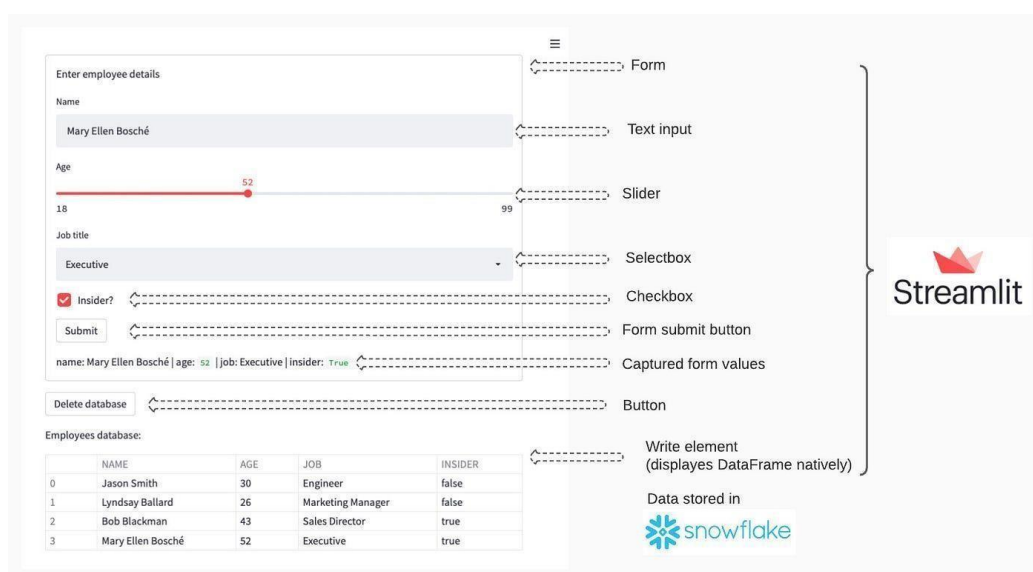 Enter employee details
Form
Name
Mary Ellen Bosché
Text input
Age
52
Slider
18 99
Job title
Executive
Selectbox
Insider?
Checkbox
Submit
Form submit button
name: Mary Ellen Bosché | age: 52 | job: Executive | insider: True
Captured form values
Delete database
Button
Employees database:
Write element
(displayes DataFrame natively)
NAME AGE JOB INSIDER
0 Jason Smith 30 Engineer false
1 Lyndsay Ballard 26 Marketing Manager false
2 Bob Blackman 43 Sales Director true
3 Mary Ellen Bosché 52 Executive true
Data stored in
snowflake
Streamlit